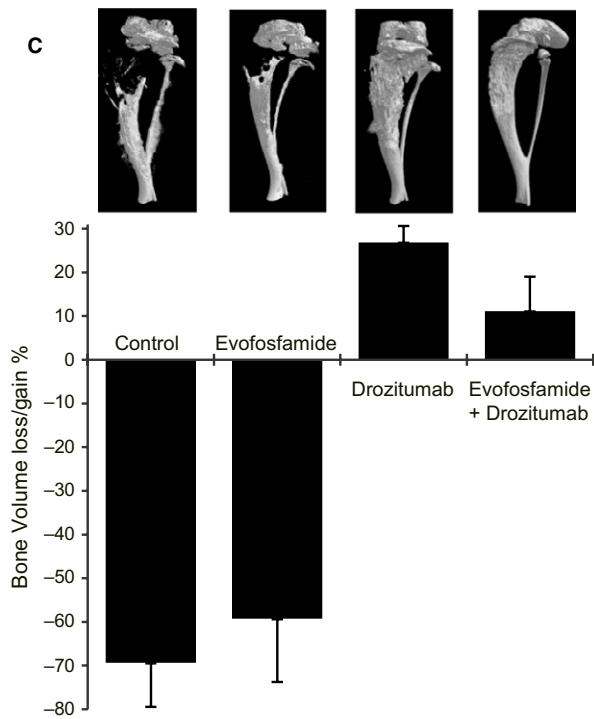 C
Bone Volume loss/gain %
30
20
10
0
–10
–20
–30
–40
–50
–60
–70
–80
Control
Evofosfamide
Drozitumab
Evofosfamide
+ Drozitumab